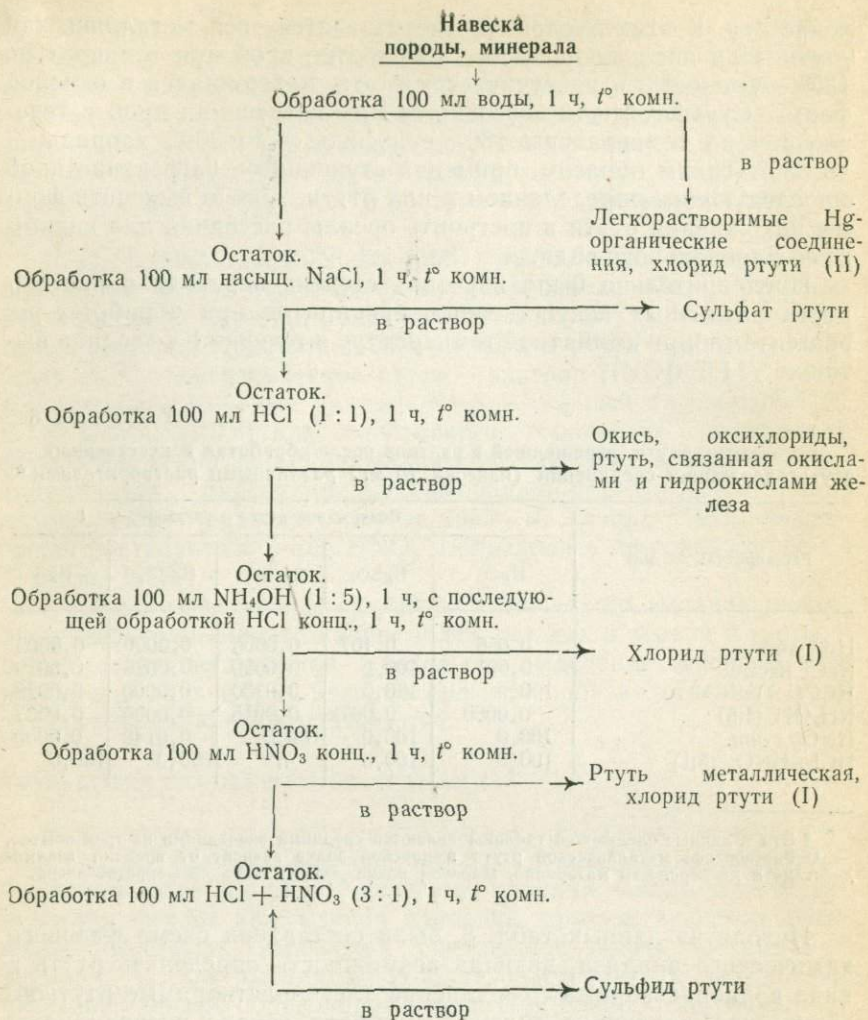 Навеска
породы, минерала
Обработка 100 мл воды, 1 ч, t° комн.
в раствор
Легкорастворимые Hg-
органические соедине-
ния, хлорид ртути (II)
Остаток.
Обработка 100 мл насыщ. NaCl, 1 ч, t° комн.
в раствор
Сульфат ртути
Остаток.
Обработка 100 мл HCl (1 : 1), 1 ч, t° комн.
в раствор
Окись, оксихлориды,
ртуть, связанная окисла-
ми и гидроокислами же-
леза
Остаток.
Обработка 100 мл NH₄OH (1 : 5), 1 ч, с последую-
щей обработкой HCl конц., 1 ч, t° комн.
в раствор
Хлорид ртути (I)
Остаток.
Обработка 100 мл HNO₃ конц., 1 ч, t° комн.
в раствор
Ртуть металлическая,
хлорид ртути (I)
Остаток.
Обработка 100 мл HCl + HNO₃ (3 : 1), 1 ч, t° комн.
в раствор
Сульфид ртути